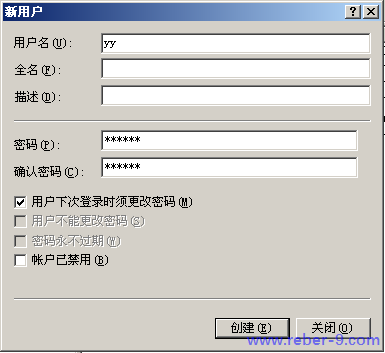 新用户
用户名(U): yy
全名(F):
描述(D):
密码(P): ******
确认密码(C): ******
用户下次登录时须更改密码(M)
用户不能更改密码(S)
密码永不过期(W)
帐户已禁用(B)
创建(E) 关闭(O)
www.reber-9.com